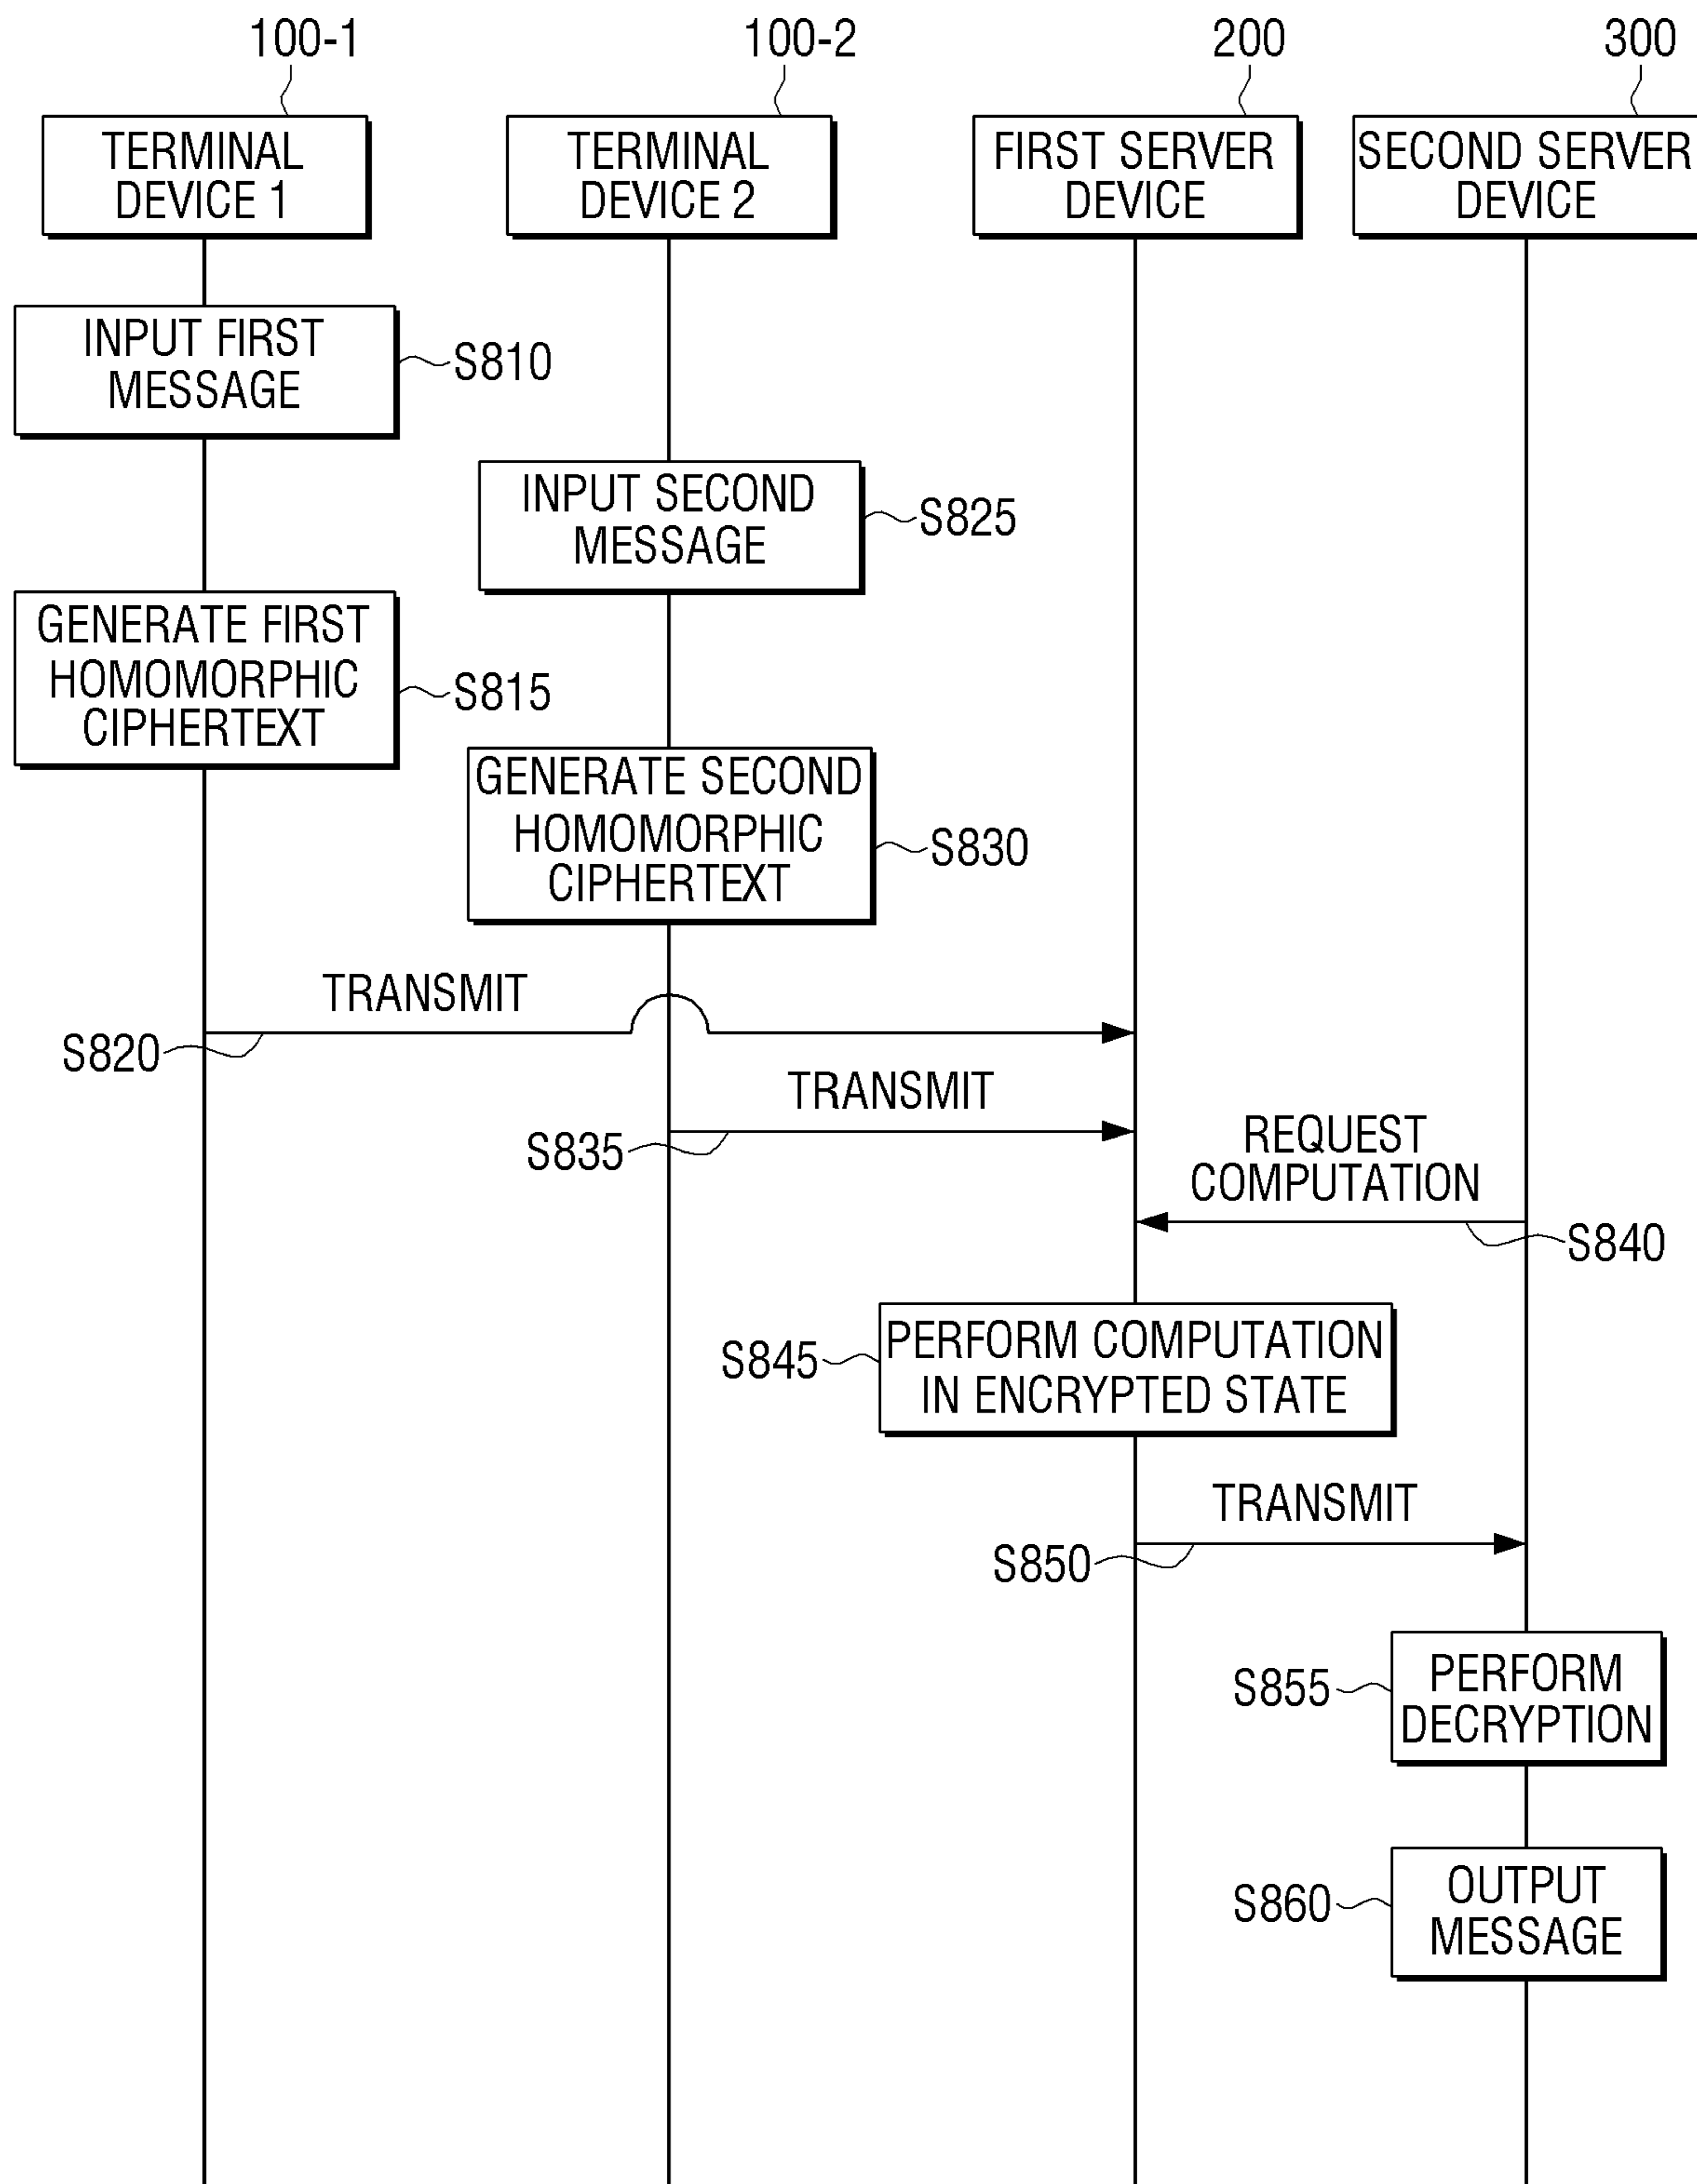 100-1
100-2
200
300
TERMINAL
DEVICE 1
TERMINAL
DEVICE 2
FIRST SERVER
DEVICE
SECOND SERVER
DEVICE
INPUT FIRST
MESSAGE
S810
INPUT SECOND
MESSAGE
S825
GENERATE FIRST
HOMOMORPHIC
CIPHERTEXT
S815
GENERATE SECOND
HOMOMORPHIC
CIPHERTEXT
S830
TRANSMIT
S820
TRANSMIT
S835
REQUEST
COMPUTATION
S840
S845
PERFORM COMPUTATION
IN ENCRYPTED STATE
TRANSMIT
S850
S855
PERFORM
DECRYPTION
S860
OUTPUT
MESSAGE